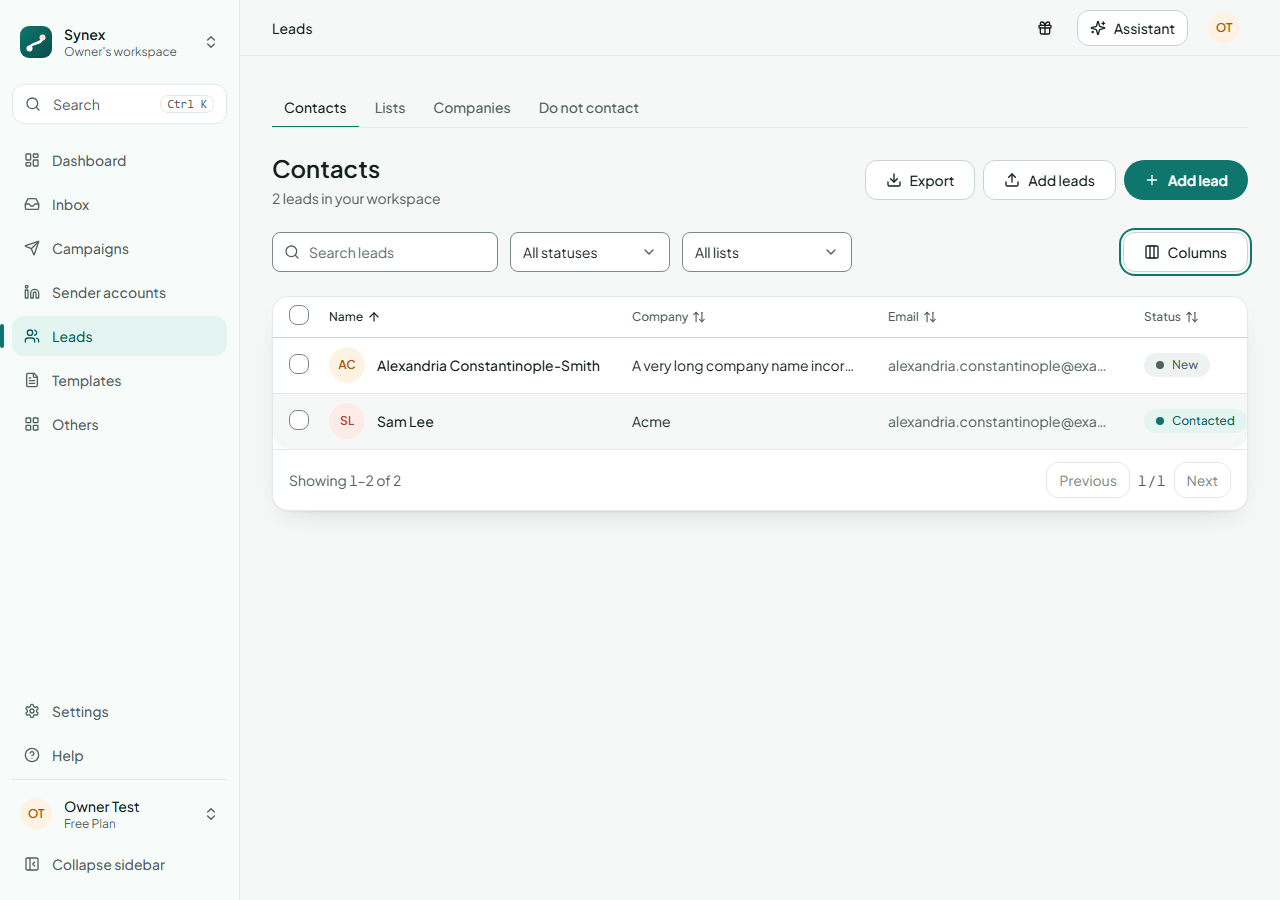 Synex
Owner's workspace
Leads
Assistant
OT
Search
Ctrl K
Dashboard
Inbox
Campaigns
Sender accounts
Leads
Templates
Others
Settings
Help
OT
Owner Test
Free Plan
Collapse sidebar
Contacts Lists Companies Do not contact
Contacts
2 leads in your workspace
Export
Add leads
Add lead
Search leads
All statuses
All lists
Columns
Name Company Email Status
AC Alexandria Constantinople-Smith A very long company name incor… alexandria.constantinople@exa… New
SL Sam Lee Acme alexandria.constantinople@exa… Contacted
Showing 1–2 of 2
Previous 1 / 1 Next